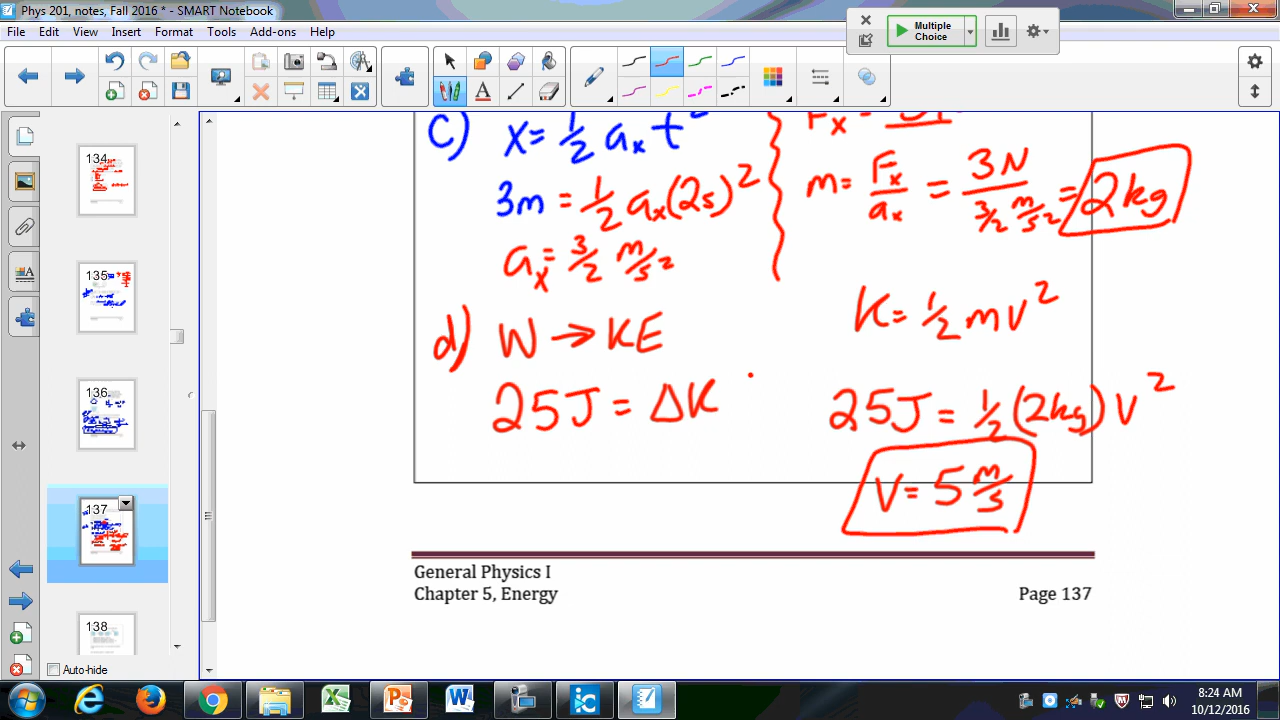 Phys 201, notes, Fall 2016 * - SMART Notebook
File Edit View Insert Format Tools Add-ons Help
Multiple
Choice
134
135
136
137
138
Auto-hide
c) x = 1/2 aₓ t²
3m = 1/2 aₓ(2s)²
aₓ = 3/2 m/s²
Fₓ =
m = Fₓ/aₓ = 3N / (3/2 m/s²) = 2kg
d) W → KE
25J = ΔK
K = 1/2 mv²
25J = 1/2 (2kg) v²
V = 5 m/s
General Physics I
Chapter 5, Energy
Page 137
8:24 AM
10/12/2016